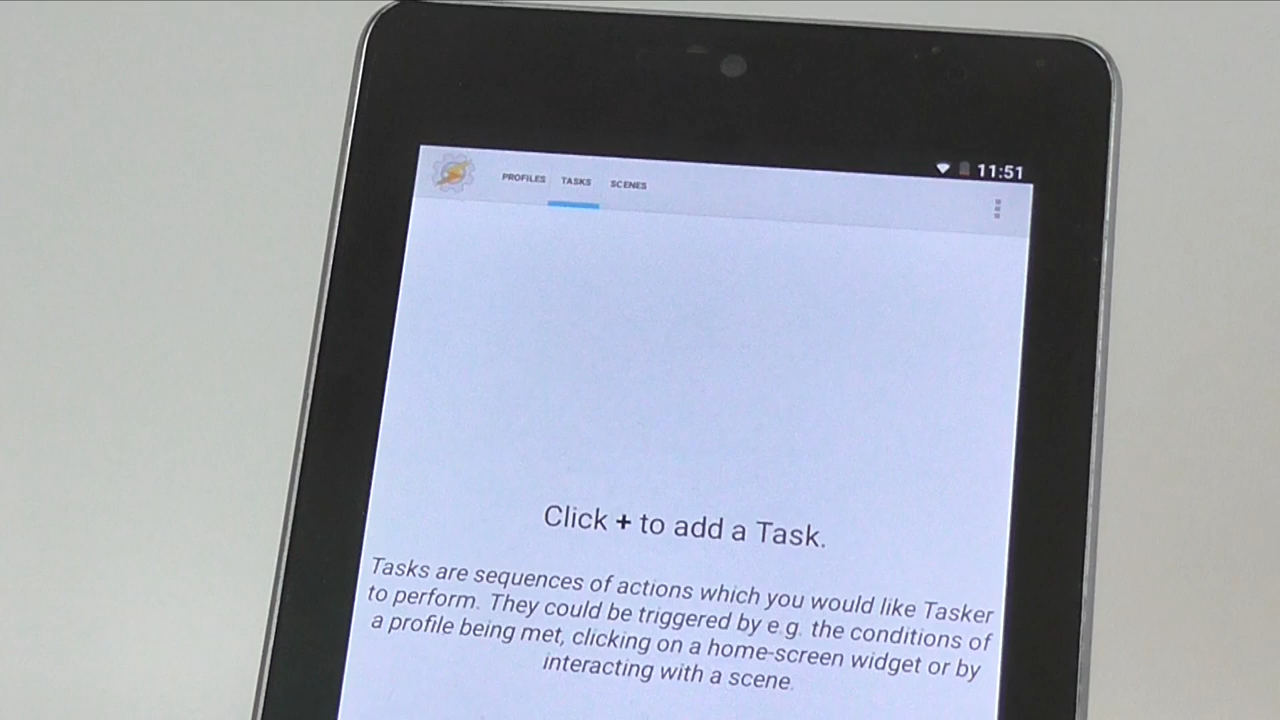 11:51
PROFILES TASKS SCENES
Click + to add a Task.
Tasks are sequences of actions which you would like Tasker
to perform. They could be triggered by e.g. the conditions of
a profile being met, clicking on a home-screen widget or by
interacting with a scene.